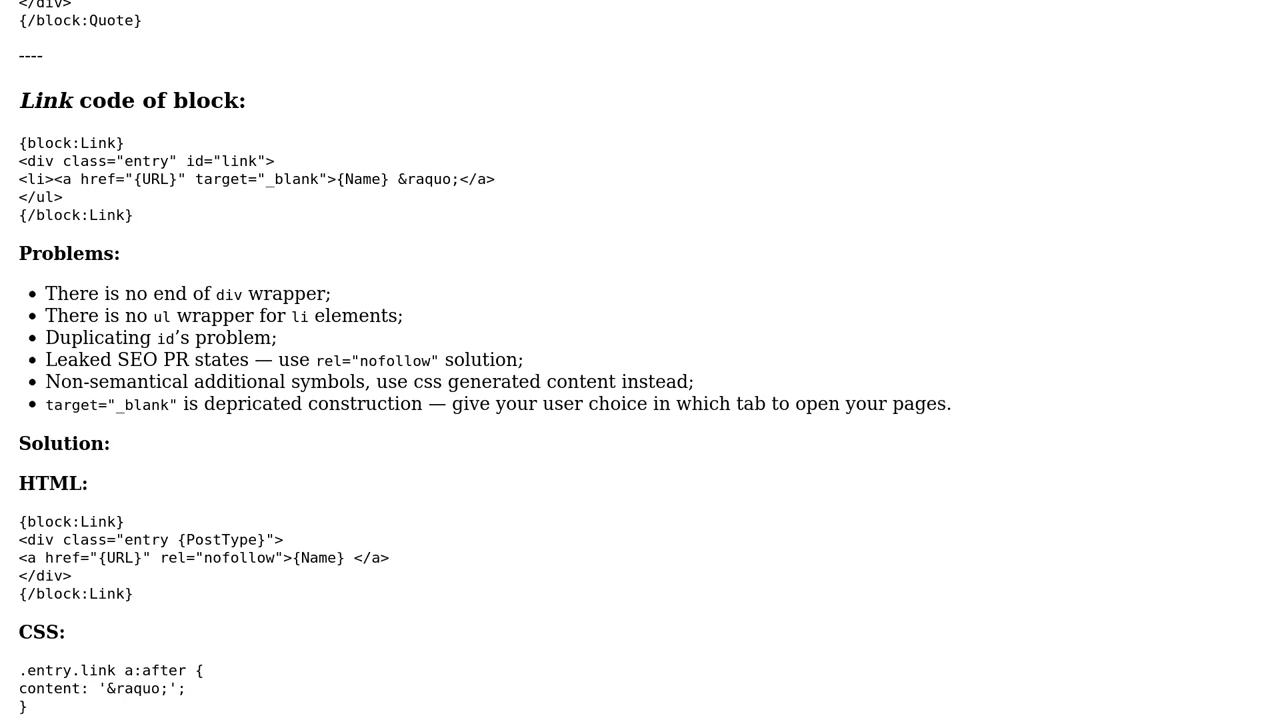 </div>
{/block:Quote}
----
Link code of block:
{block:Link}
<div class="entry" id="link">
<li><a href="{URL}" target="_blank">{Name} &raquo;</a>
</ul>
{/block:Link}
Problems:
• There is no end of div wrapper;
• There is no ul wrapper for li elements;
• Duplicating id’s problem;
• Leaked SEO PR states — use rel="nofollow" solution;
• Non-semantical additional symbols, use css generated content instead;
• target="_blank" is depricated construction — give your user choice in which tab to open your pages.
Solution:
HTML:
{block:Link}
<div class="entry {PostType}">
<a href="{URL}" rel="nofollow">{Name} </a>
</div>
{/block:Link}
CSS:
.entry.link a:after {
content: '&raquo;';
}